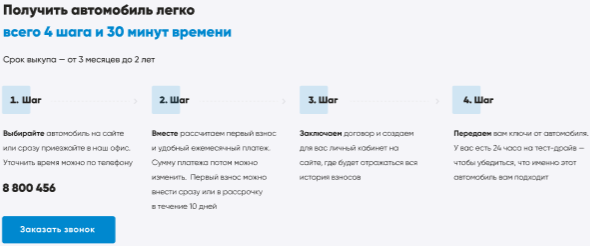 Получить автомобиль легко
всего 4 шага и 30 минут времени
Срок выкупа — от 3 месяцев до 2 лет
1. Шаг
Выбирайте автомобиль на сайте
или сразу приезжайте в наш офис.
Уточнить время можно по телефону
8 800 456
Заказать звонок
2. Шаг
Вместе рассчитаем первый взнос
и удобный ежемесячный платеж.
Сумму платежа потом можно
изменить. Первый взнос можно
внести сразу или в рассрочку
в течение 10 дней
3. Шаг
Заключаем договор и создаем
для вас личный кабинет на
сайте, где будет отражаться вся
история взносов
4. Шаг
Передаем вам ключи от автомобиля.
У вас есть 24 часа на тест-драйв —
чтобы убедиться, что именно этот
автомобиль вам подходит